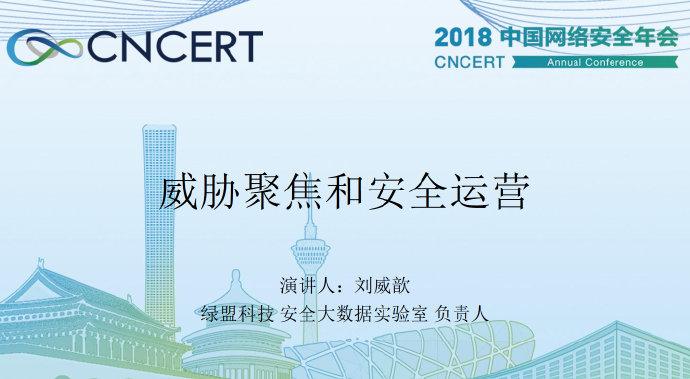 CNCERT
2018 中国网络安全年会
CNCERT Annual Conference
威胁聚焦和安全运营
演讲人：刘威歆
绿盟科技 安全大数据实验室 负责人